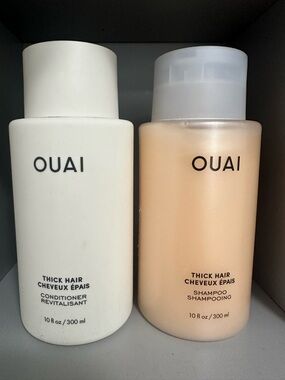 OUAI
THICK HAIR
CHEVEUX ÉPAIS
CONDITIONER
REVITALISANT
10 fl oz / 300 ml
OUAI
THICK HAIR
CHEVEUX ÉPAIS
SHAMPOO
SHAMPOOING
10 fl oz / 300 ml